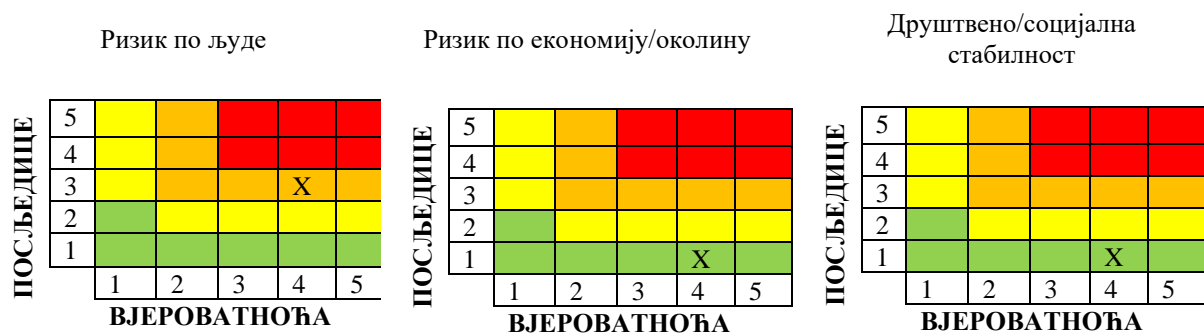 Ризик по људе
ПОСЉЕДИЦЕ
5
4
3 X
2
1
1 2 3 4 5
ВЈЕРОВАТНОЋА
Ризик по економију/околину
ПОСЉЕДИЦЕ
5
4
3
2
1 X
1 2 3 4 5
ВЈЕРОВАТНОЋА
Друштвено/социјална
стабилност
ПОСЉЕДИЦЕ
5
4
3
2
1 X
1 2 3 4 5
ВЈЕРОВАТНОЋА